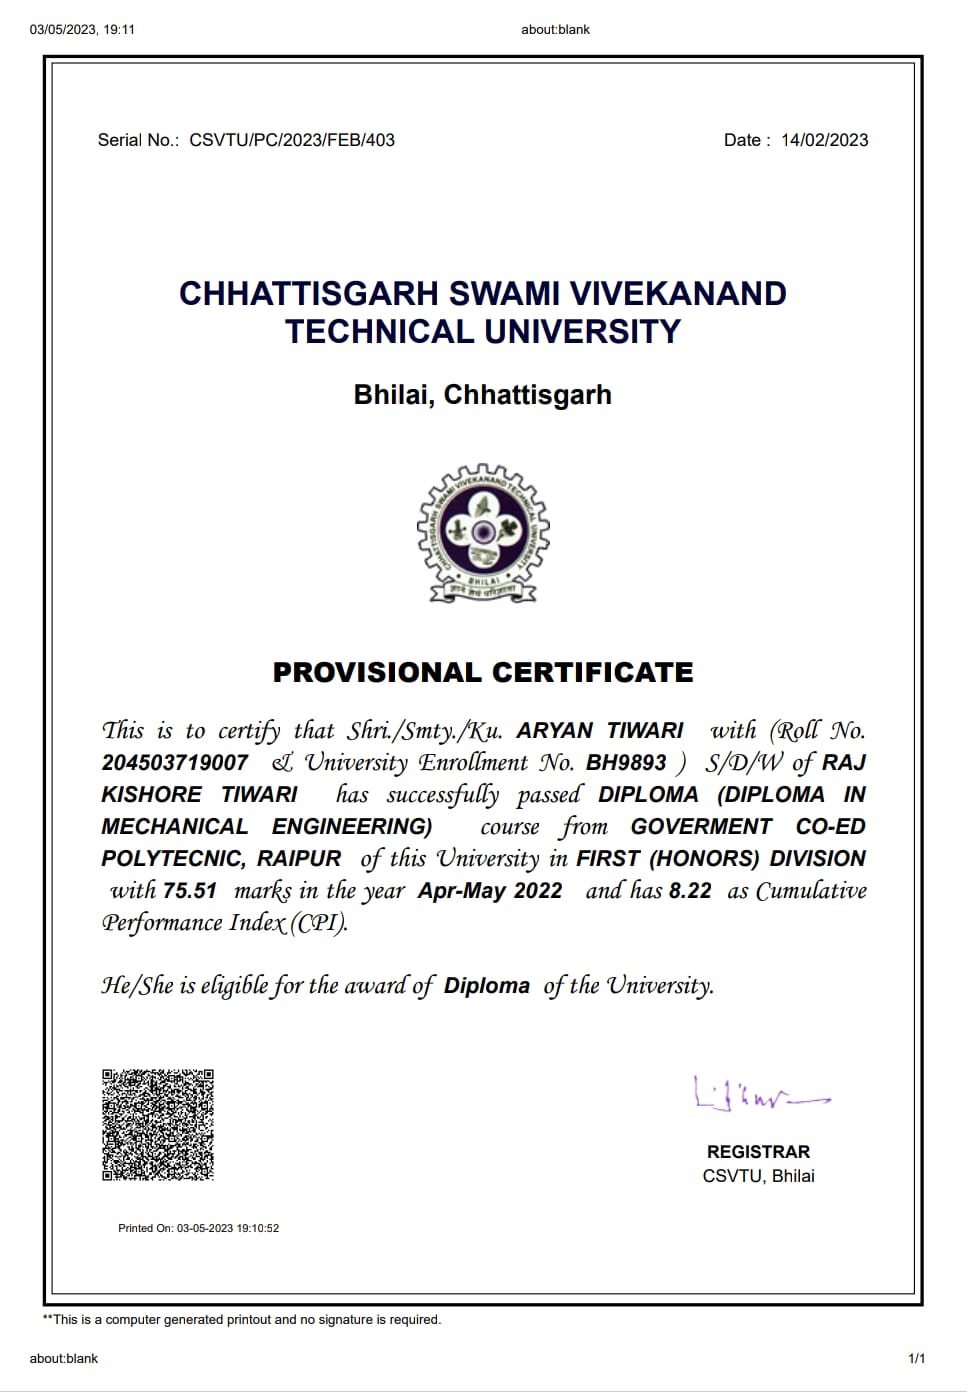 03/05/2023, 19:11 about:blank
Serial No.: CSVTU/PC/2023/FEB/403 Date : 14/02/2023
CHHATTISGARH SWAMI VIVEKANAND
TECHNICAL UNIVERSITY
Bhilai, Chhattisgarh
CHHATTISGARH SWAMI VIVEKANAND TECHNICAL UNIVERSITY
BHILAI
PROVISIONAL CERTIFICATE
This is to certify that Shri./Smty./Ku. ARYAN TIWARI with (Roll No.
204503719007 & University Enrollment No. BH9893 ) S/D/W of RAJ
KISHORE TIWARI has successfully passed DIPLOMA (DIPLOMA IN
MECHANICAL ENGINEERING) course from GOVERMENT CO-ED
POLYTECNIC, RAIPUR of this University in FIRST (HONORS) DIVISION
with 75.51 marks in the year Apr-May 2022 and has 8.22 as Cumulative
Performance Index (CPI).
He/She is eligible for the award of Diploma of the University.
REGISTRAR
CSVTU, Bhilai
Printed On: 03-05-2023 19:10:52
**This is a computer generated printout and no signature is required.
about:blank 1/1